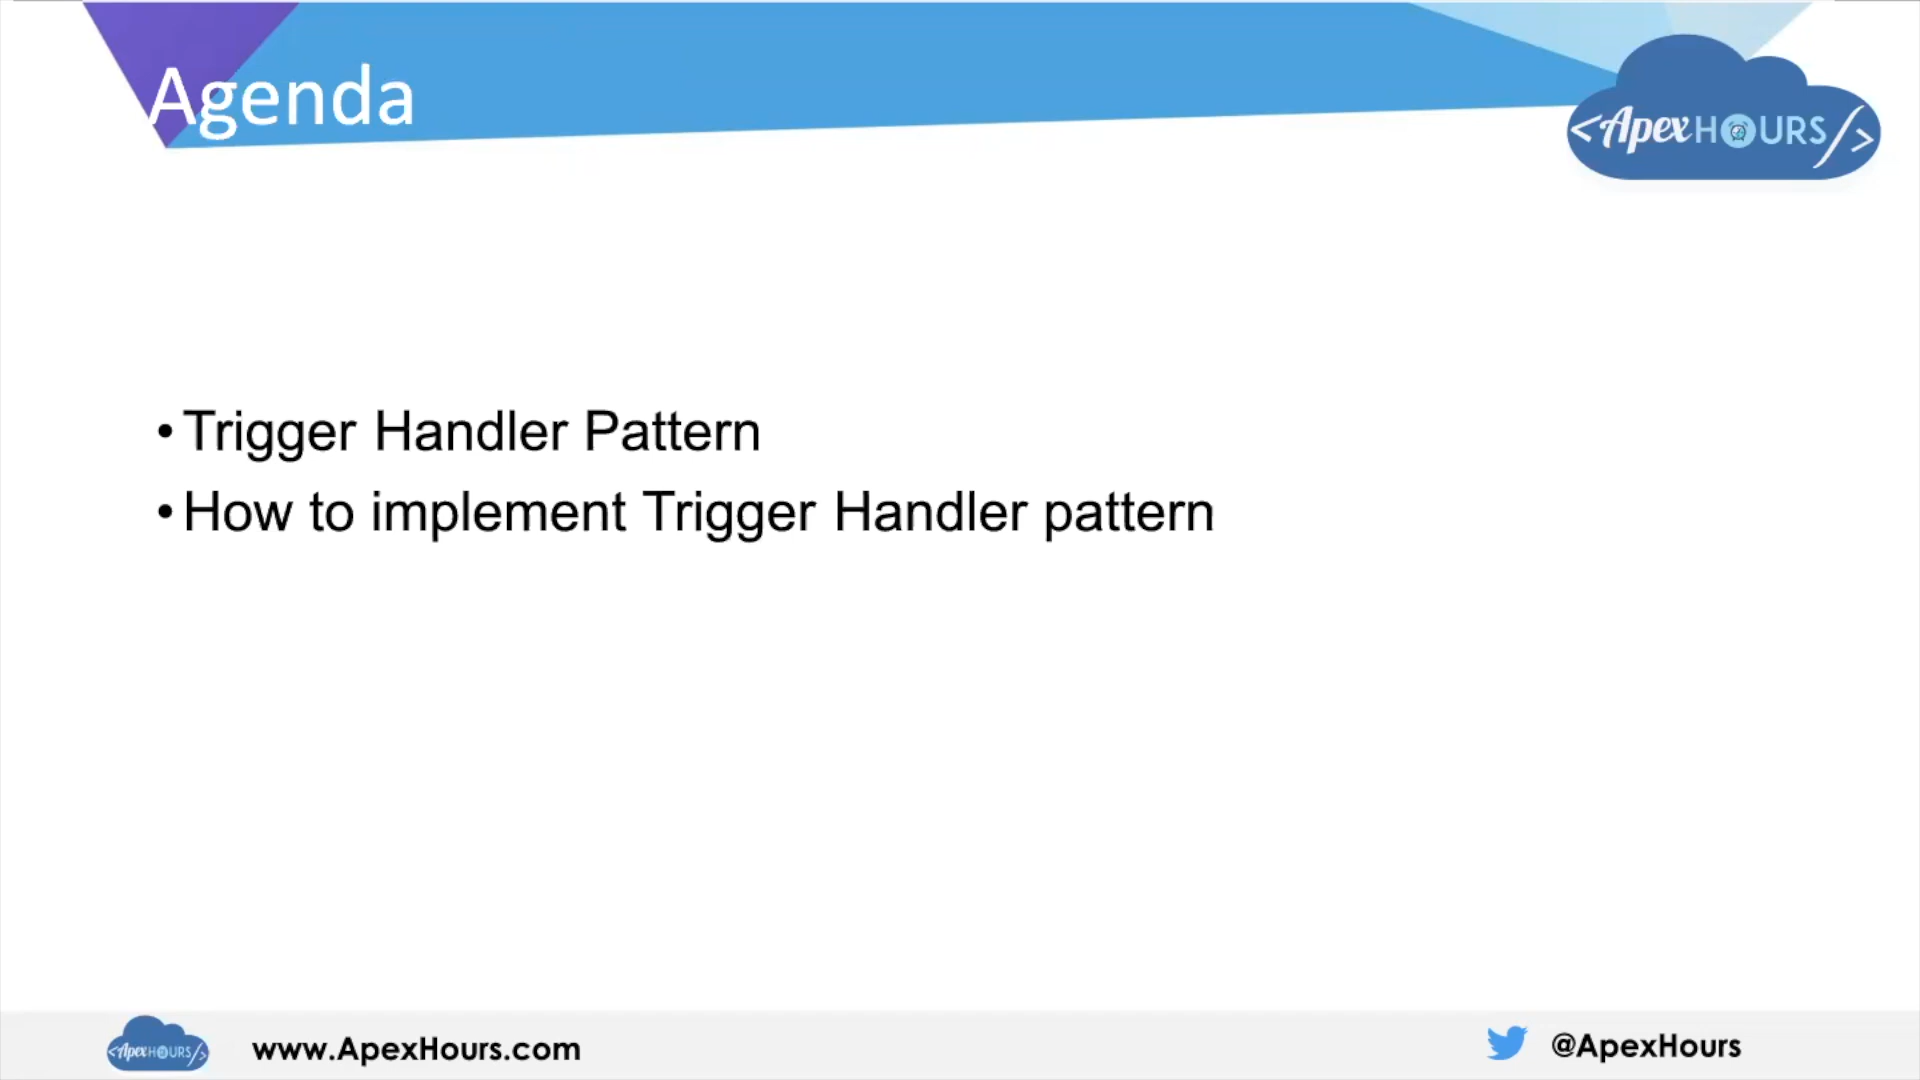 Agenda
<ApexHOURS/>
• Trigger Handler Pattern
• How to implement Trigger Handler pattern
<ApexHOURS/>
www.ApexHours.com
@ApexHours